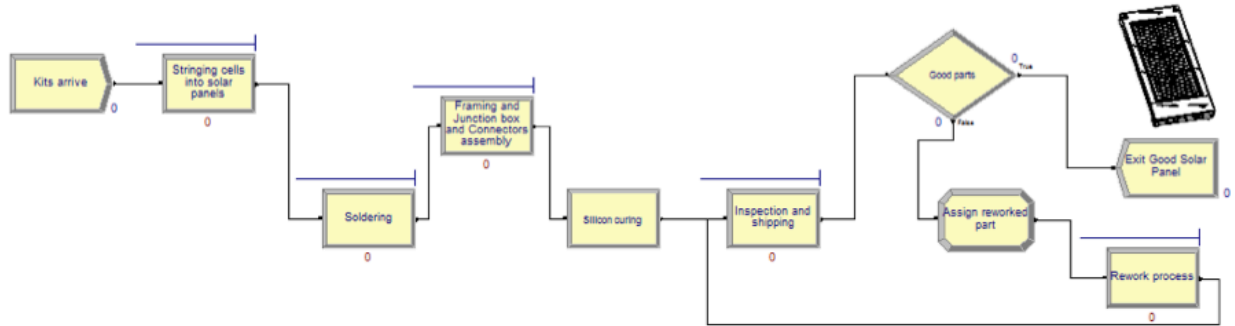 Kits arrive
0
Stringing cells
into solar
panels
0
Soldering
0
Framing and
Junction box
and Connectors
assembly
0
Silicon curing
Inspection and
shipping
0
Good parts
0
True
0
False
Exit Good Solar
Panel
0
Assign reworked
part
Rework process
0